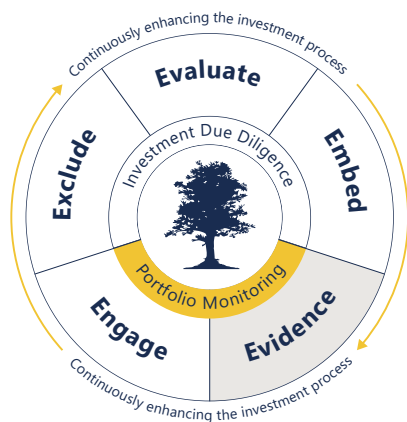 Continuously enhancing the investment process
Evaluate
Exclude
Embed
Investment Due Diligence
Portfolio Monitoring
Engage
Evidence
Continuously enhancing the investment process